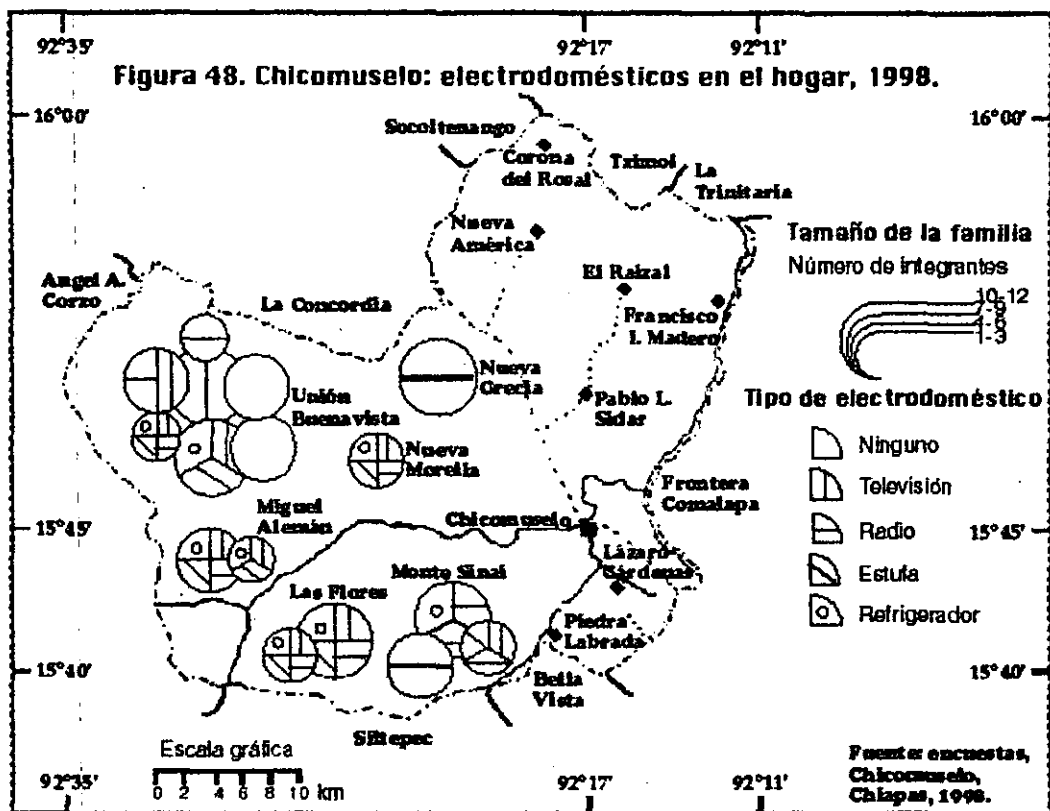 92°35'
92°17'
92°11'
Figura 48. Chicomuselo: electrodomésticos en el hogar, 1998.
16°00'
16°00'
Socoltenango
Corona
del Rosal
Tzimol
La
Trinitaria
Nueva
América
Angel A.
Corzo
La Concordia
El Raizal
Francisco
I. Madero
Tamaño de la familia
Número de integrantes
10-12
7-9
4-6
1-3
Nueva
Grecia
Unión
Buenavista
Pablo L.
Sidar
Tipo de electrodoméstico
Ninguno
Televisión
Radio
Estufa
Refrigerador
Nueva
Morelia
Frontera
Comalapa
Miguel
Alemán
Chicomuselo
15°45'
15°45'
Lázaro
Cárdenas
Monte Sinaí
Las Flores
Piedra
Labrada
15°40'
15°40'
Bella
Vista
Siltepec
Escala gráfica
0 2 4 6 8 10 km
Fuente: encuestas,
Chicomuselo,
Chiapas, 1998.
92°35'
92°17'
92°11'